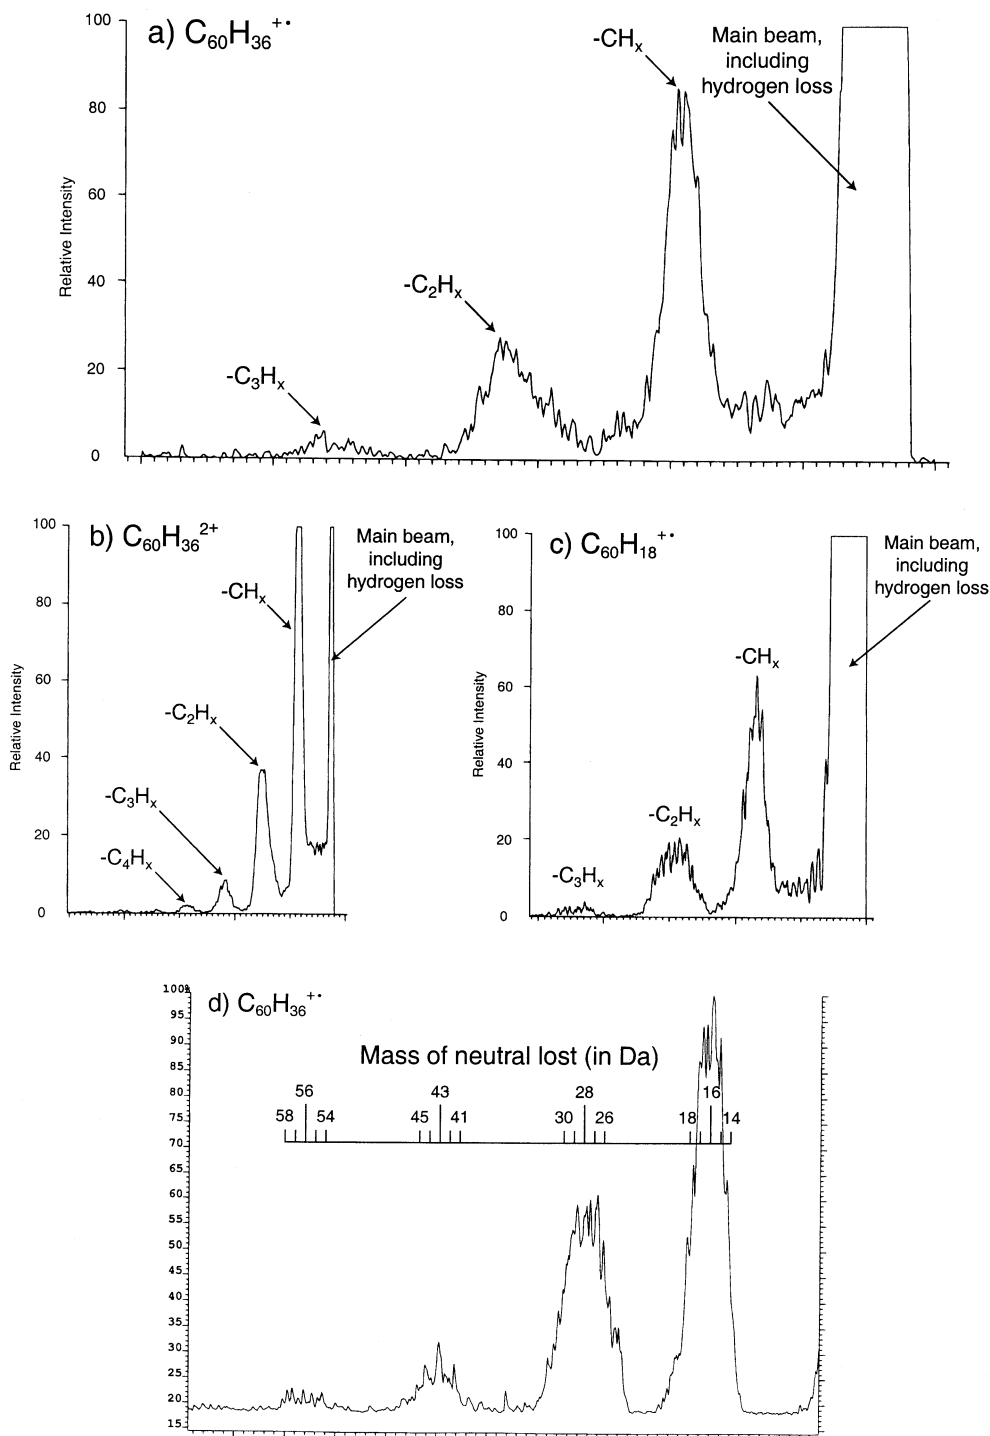 a) C60H36+•
100
80
60
40
20
0
Relative Intensity
-C3Hx
-C2Hx
-CHx
Main beam,
including
hydrogen loss
b) C60H36 2+
100
80
60
40
20
0
Relative Intensity
-C4Hx
-C3Hx
-C2Hx
-CHx
Main beam,
including
hydrogen loss
c) C60H18+•
100
80
60
40
20
0
Relative Intensity
-C3Hx
-C2Hx
-CHx
Main beam,
including
hydrogen loss
d) C60H36+•
100%
95
90
85
80
75
70
65
60
55
50
45
40
35
30
25
20
15
Mass of neutral lost (in Da)
56 43 28 16
58 54 45 41 30 26 18 14